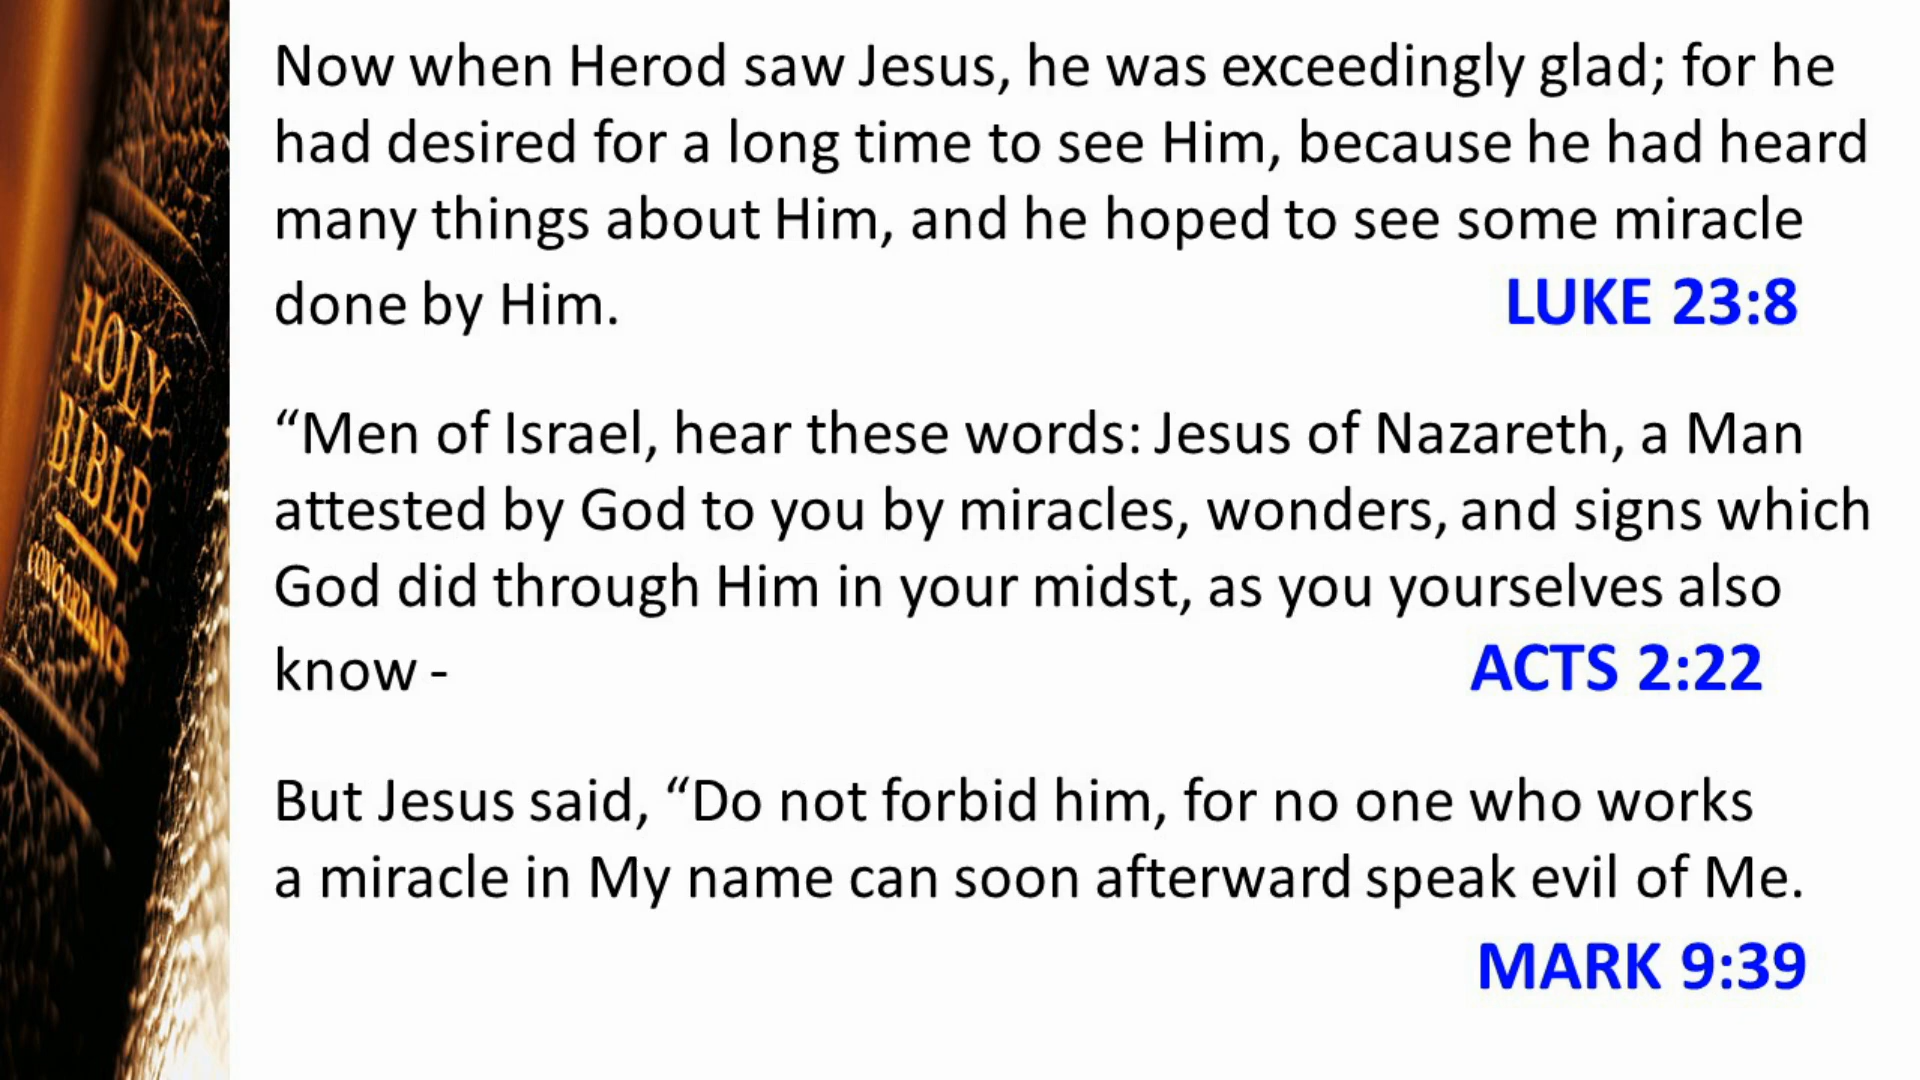 HOLY
BIBLE
CONCORDANCE
Now when Herod saw Jesus, he was exceedingly glad; for he
had desired for a long time to see Him, because he had heard
many things about Him, and he hoped to see some miracle
done by Him. LUKE 23:8
“Men of Israel, hear these words: Jesus of Nazareth, a Man
attested by God to you by miracles, wonders, and signs which
God did through Him in your midst, as you yourselves also
know - ACTS 2:22
But Jesus said, “Do not forbid him, for no one who works
a miracle in My name can soon afterward speak evil of Me.
MARK 9:39